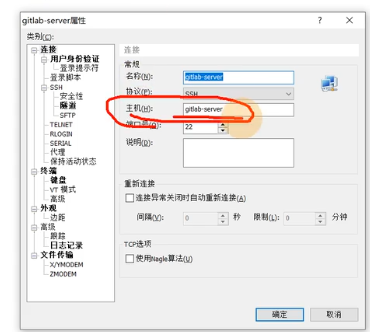 gitlab-server属性
?
×
类别(C):
连接
用户身份验证
登录提示符
登录脚本
SSH
安全性
隧道
SFTP
TELNET
RLOGIN
SERIAL
代理
保持活动状态
终端
键盘
VT 模式
高级
外观
边距
高级
跟踪
日志记录
文件传输
X/YMODEM
ZMODEM
连接
常规
名称(N): gitlab-server
协议(P): SSH
主机(H): gitlab-server
端口号(O): 22
说明(D):
重新连接
连接异常关闭时自动重新连接(A)
间隔(V): 0 秒 限制(L): 0 分钟
TCP选项
使用Nagle算法(U)
确定 取消